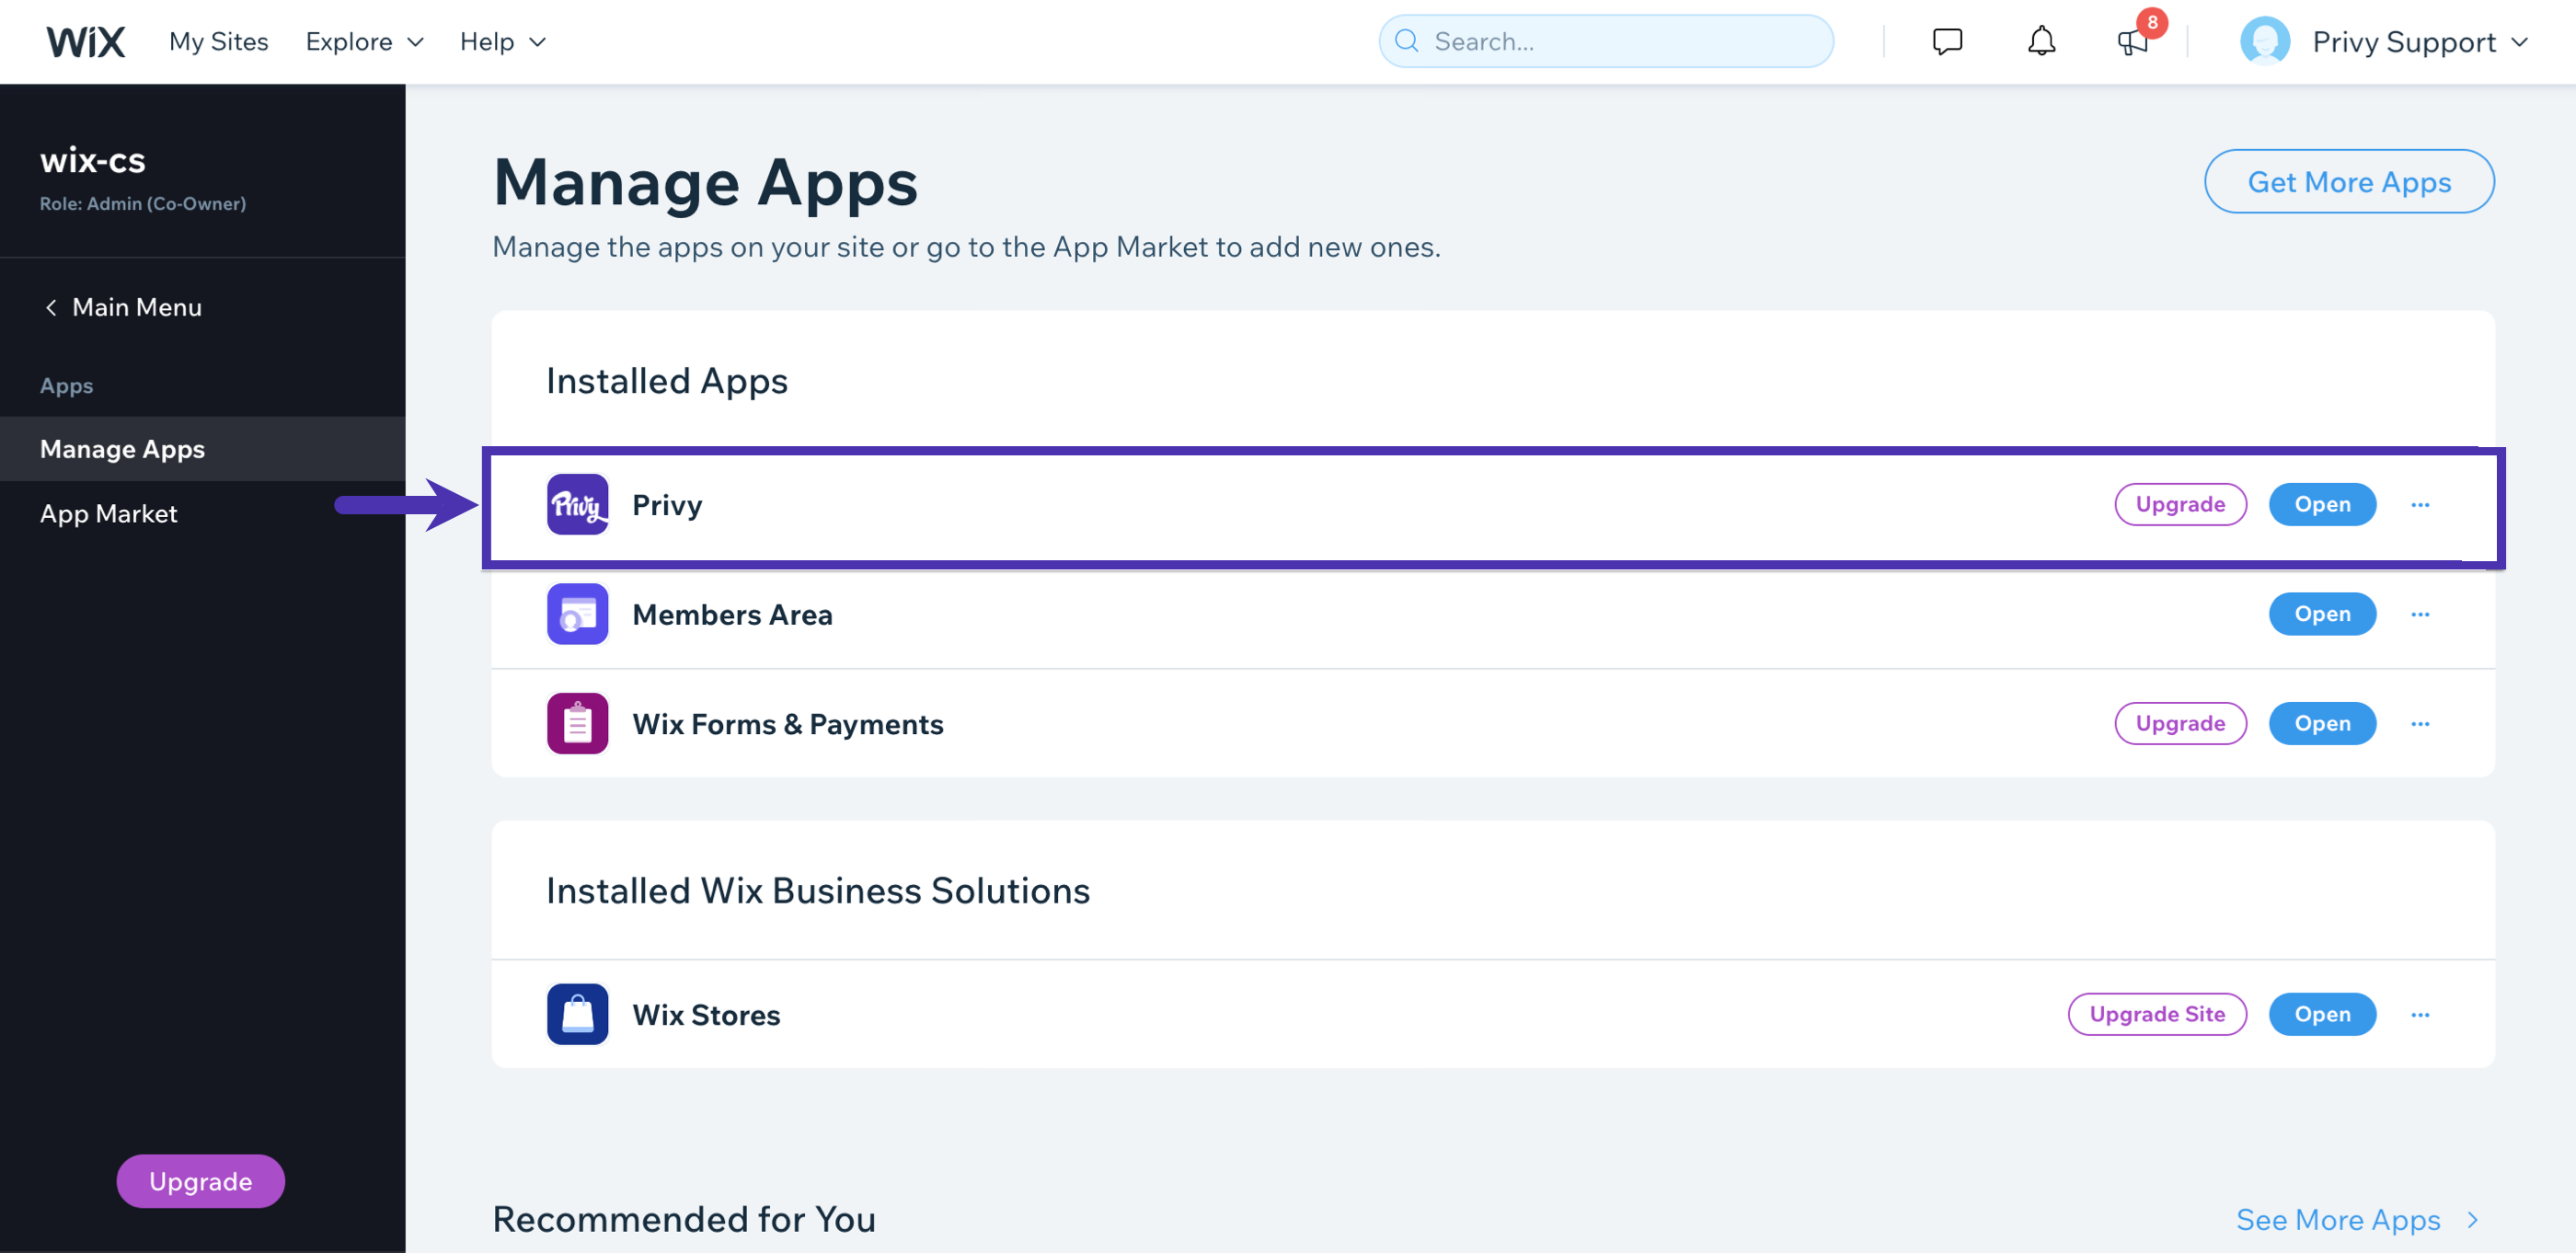 WiX My Sites Explore Help Search... 8 Privy Support
wix-cs
Role: Admin (Co-Owner)
Main Menu
Apps
Manage Apps
App Market
Upgrade
Manage Apps
Get More Apps
Manage the apps on your site or go to the App Market to add new ones.
Installed Apps
Privy Privy Upgrade Open
Members Area Open
Wix Forms & Payments Upgrade Open
Installed Wix Business Solutions
Wix Stores Upgrade Site Open
Recommended for You See More Apps